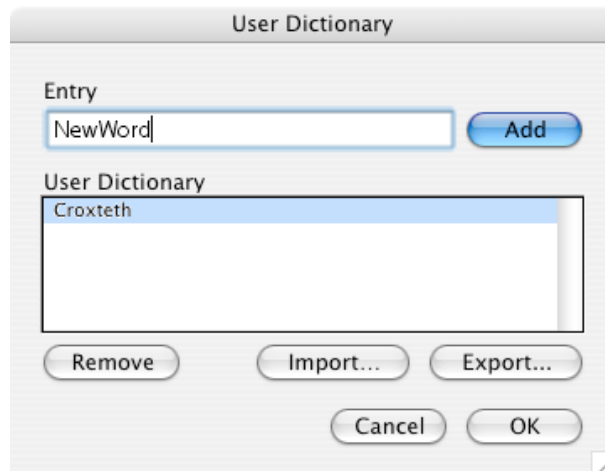 User Dictionary
Entry
NewWord
Add
User Dictionary
Croxteth
Remove
Import...
Export...
Cancel
OK